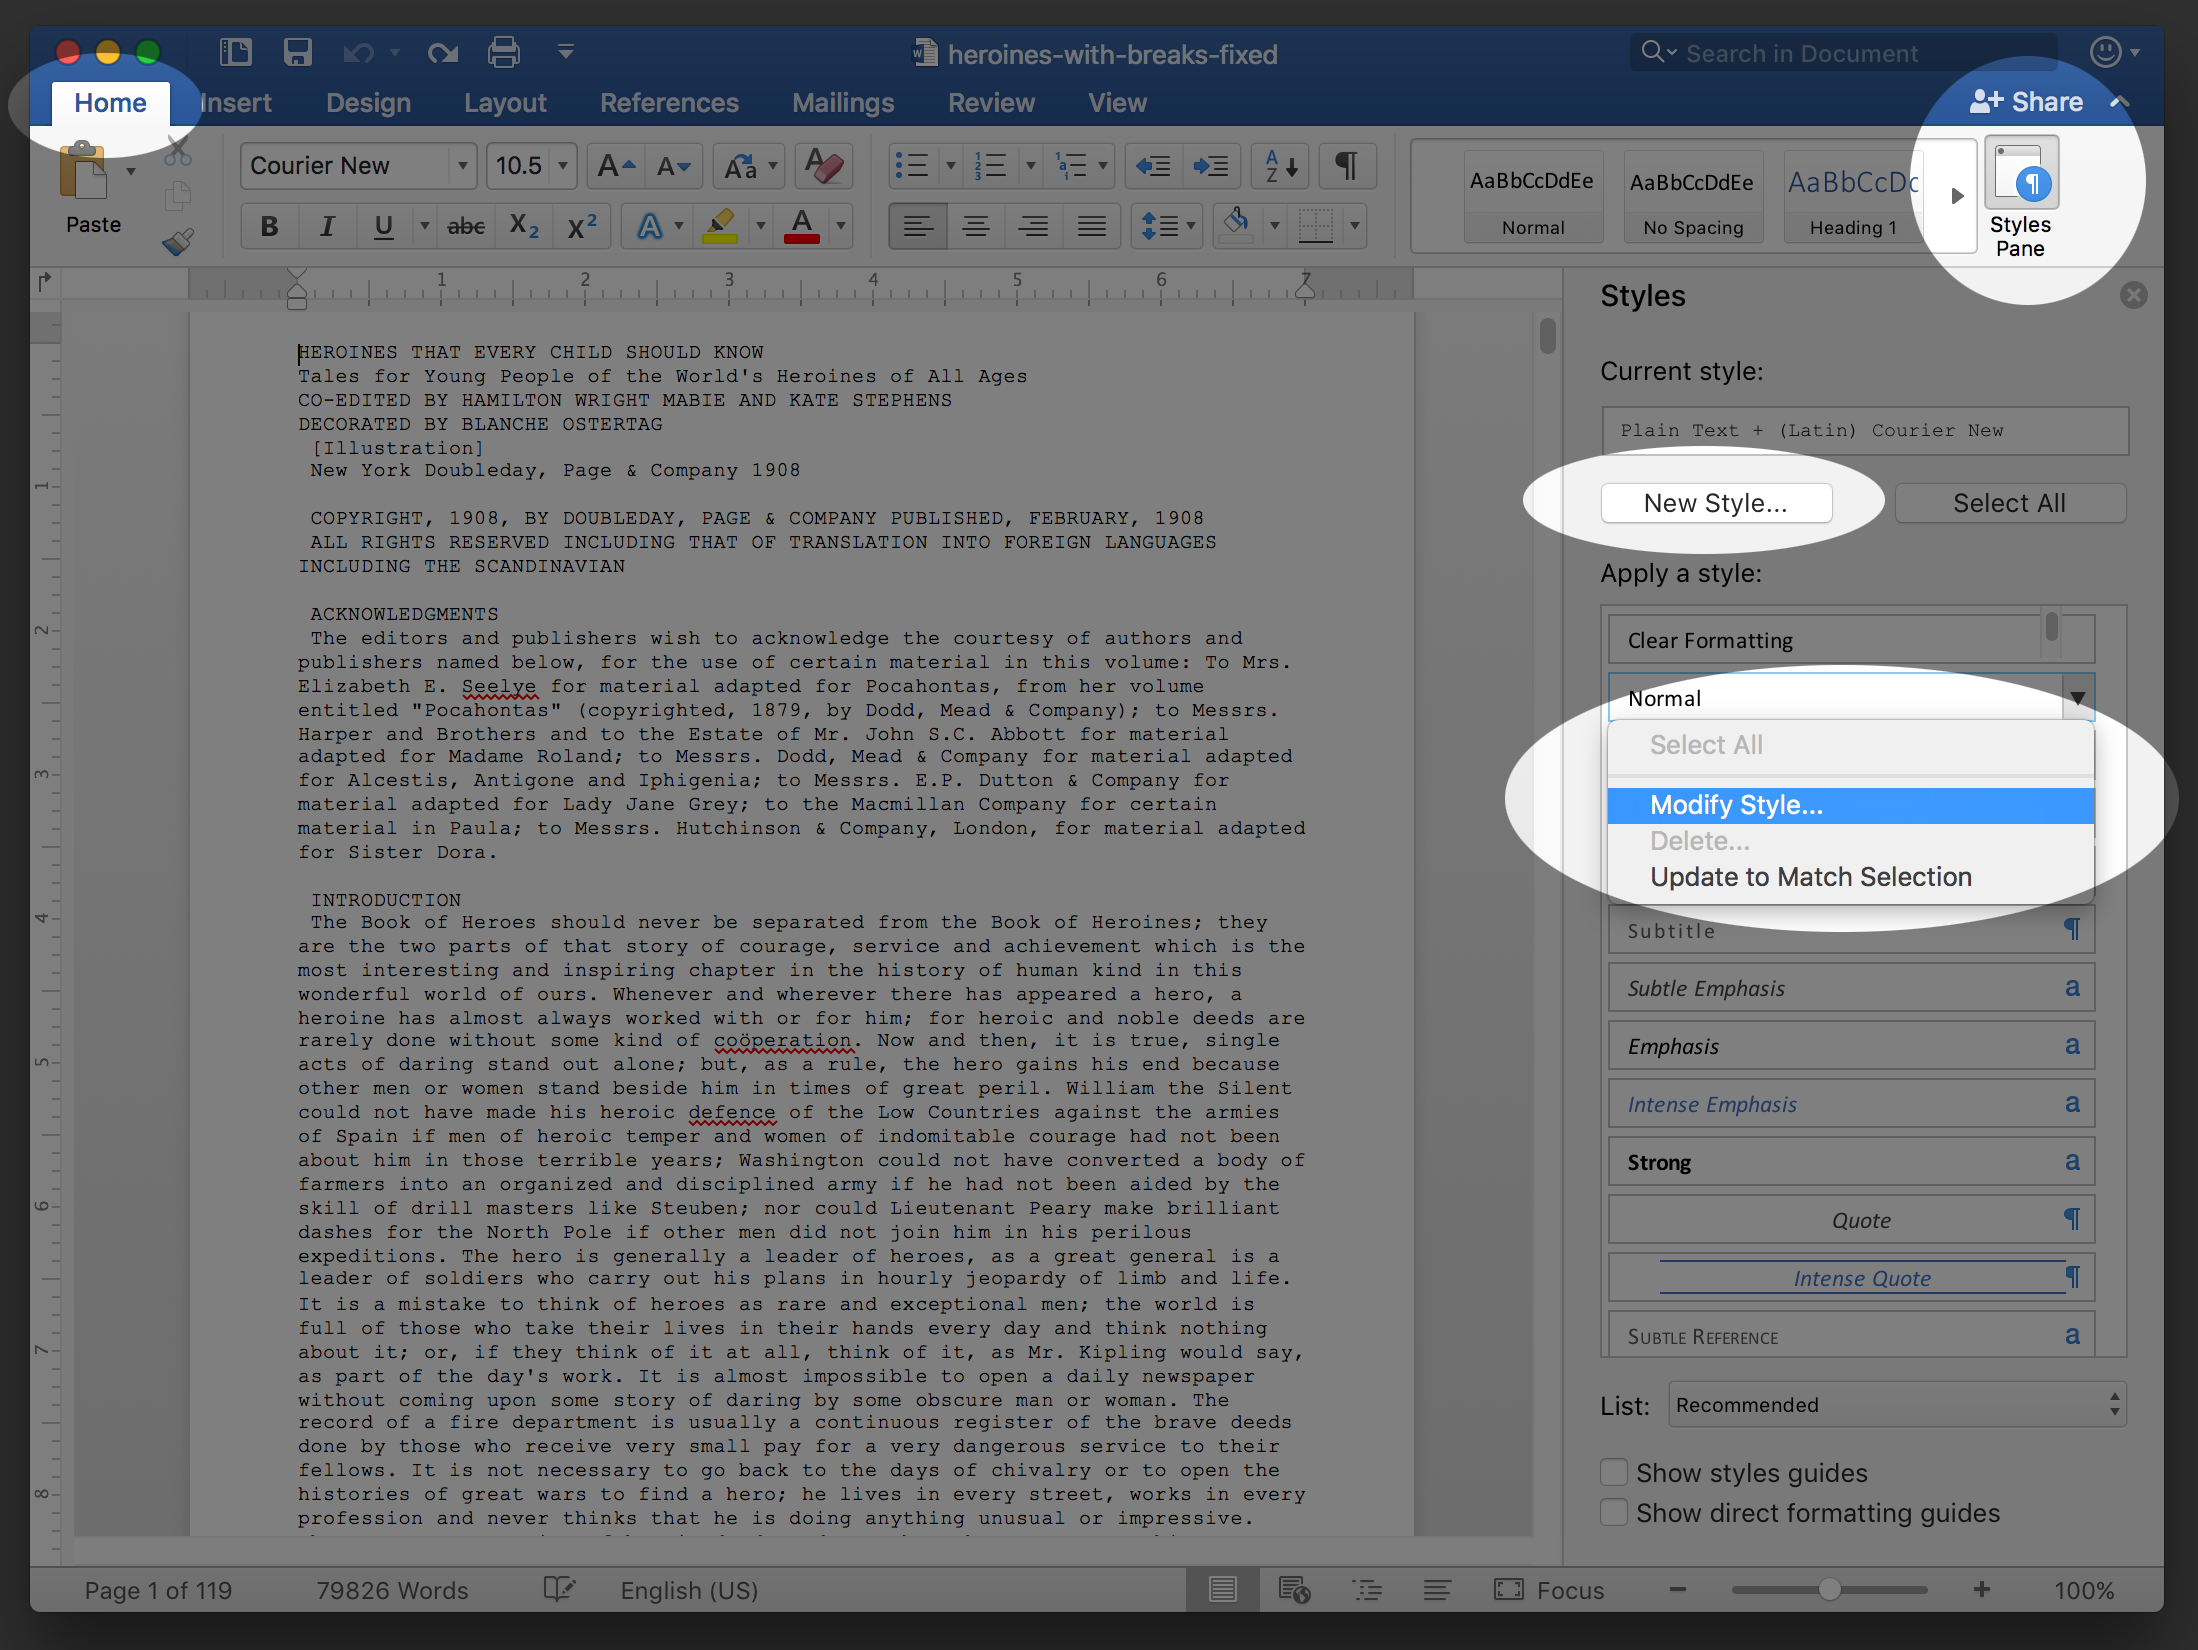 heroines-with-breaks-fixed
Search in Document
Home
Insert
Design
Layout
References
Mailings
Review
View
Share
Paste
Courier New
10.5
AaBbCcDdEe
Normal
AaBbCcDdEe
No Spacing
AaBbCcDc
Heading 1
Styles
Pane
1 2 3 4 5 6 7
HEROINES THAT EVERY CHILD SHOULD KNOW
Tales for Young People of the World's Heroines of All Ages
CO-EDITED BY HAMILTON WRIGHT MABIE AND KATE STEPHENS
DECORATED BY BLANCHE OSTERTAG
[Illustration]
New York Doubleday, Page & Company 1908
COPYRIGHT, 1908, BY DOUBLEDAY, PAGE & COMPANY PUBLISHED, FEBRUARY, 1908
ALL RIGHTS RESERVED INCLUDING THAT OF TRANSLATION INTO FOREIGN LANGUAGES
INCLUDING THE SCANDINAVIAN
ACKNOWLEDGMENTS
The editors and publishers wish to acknowledge the courtesy of authors and
publishers named below, for the use of certain material in this volume: To Mrs.
Elizabeth E. Seelye for material adapted for Pocahontas, from her volume
entitled "Pocahontas" (copyrighted, 1879, by Dodd, Mead & Company); to Messrs.
Harper and Brothers and to the Estate of Mr. John S.C. Abbott for material
adapted for Madame Roland; to Messrs. Dodd, Mead & Company for material adapted
for Alcestis, Antigone and Iphigenia; to Messrs. E.P. Dutton & Company for
material adapted for Lady Jane Grey; to the Macmillan Company for certain
material in Paula; to Messrs. Hutchinson & Company, London, for material adapted
for Sister Dora.
INTRODUCTION
The Book of Heroes should never be separated from the Book of Heroines; they
are the two parts of that story of courage, service and achievement which is the
most interesting and inspiring chapter in the history of human kind in this
wonderful world of ours. Whenever and wherever there has appeared a hero, a
heroine has almost always worked with or for him; for heroic and noble deeds are
rarely done without some kind of coöperation. Now and then, it is true, single
acts of daring stand out alone; but, as a rule, the hero gains his end because
other men or women stand beside him in times of great peril. William the Silent
could not have made his heroic defence of the Low Countries against the armies
of Spain if men of heroic temper and women of indomitable courage had not been
about him in those terrible years; Washington could not have converted a body of
farmers into an organized and disciplined army if he had not been aided by the
skill of drill masters like Steuben; nor could Lieutenant Peary make brilliant
dashes for the North Pole if other men did not join him in his perilous
expeditions. The hero is generally a leader of heroes, as a great general is a
leader of soldiers who carry out his plans in hourly jeopardy of limb and life.
It is a mistake to think of heroes as rare and exceptional men; the world is
full of those who take their lives in their hands every day and think nothing
about it; or, if they think of it at all, think of it, as Mr. Kipling would say,
as part of the day's work. It is almost impossible to open a daily newspaper
without coming upon some story of daring by some obscure man or woman. The
record of a fire department is usually a continuous register of the brave deeds
done by those who receive very small pay for a very dangerous service to their
fellows. It is not necessary to go back to the days of chivalry or to open the
histories of great wars to find a hero; he lives in every street, works in every
profession and never thinks that he is doing anything unusual or impressive.
Styles
Current style:
Plain Text + (Latin) Courier New
New Style...
Select All
Apply a style:
Clear Formatting
Normal
Select All
Modify Style...
Delete...
Update to Match Selection
Subtitle
Subtle Emphasis
Emphasis
Intense Emphasis
Strong
Quote
Intense Quote
Subtle Reference
List: Recommended
Show styles guides
Show direct formatting guides
Page 1 of 119
79826 Words
English (US)
Focus
100%